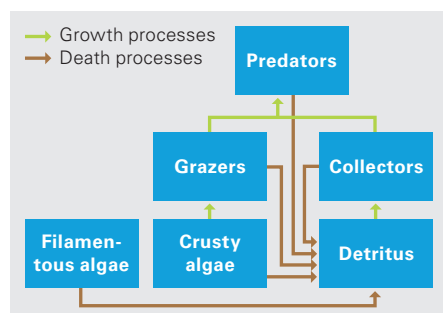 Growth processes
Death processes
Predators
Grazers
Collectors
Filamen-
tous algae
Crusty
algae
Detritus